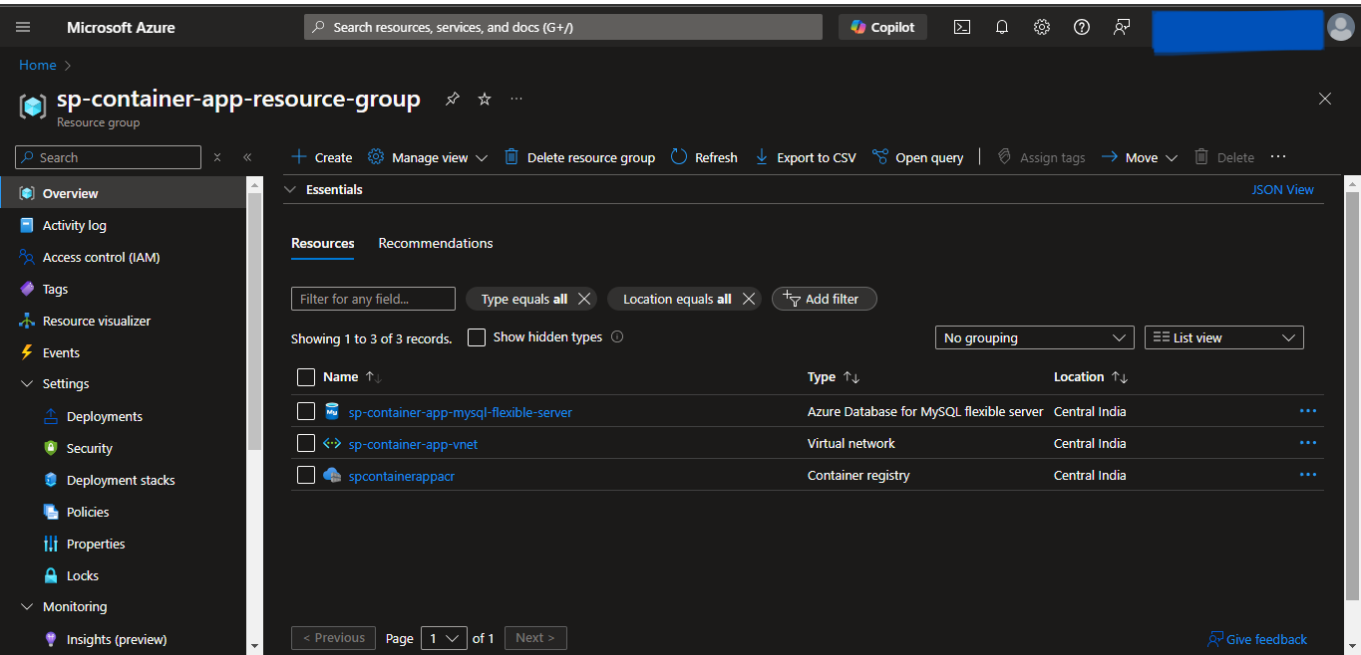 Microsoft Azure
Search resources, services, and docs (G+/)
Copilot
Home >
sp-container-app-resource-group
Resource group
Search
Create
Manage view
Delete resource group
Refresh
Export to CSV
Open query
Assign tags
Move
Delete
Overview
Activity log
Access control (IAM)
Tags
Resource visualizer
Events
Settings
Deployments
Security
Deployment stacks
Policies
Properties
Locks
Monitoring
Insights (preview)
Essentials
JSON View
Resources Recommendations
Filter for any field...
Type equals all
Location equals all
Add filter
Showing 1 to 3 of 3 records.
Show hidden types
No grouping
List view
Name Type Location
sp-container-app-mysql-flexible-server Azure Database for MySQL flexible server Central India
sp-container-app-vnet Virtual network Central India
spcontainerappacr Container registry Central India
< Previous Page 1 of 1 Next >
Give feedback